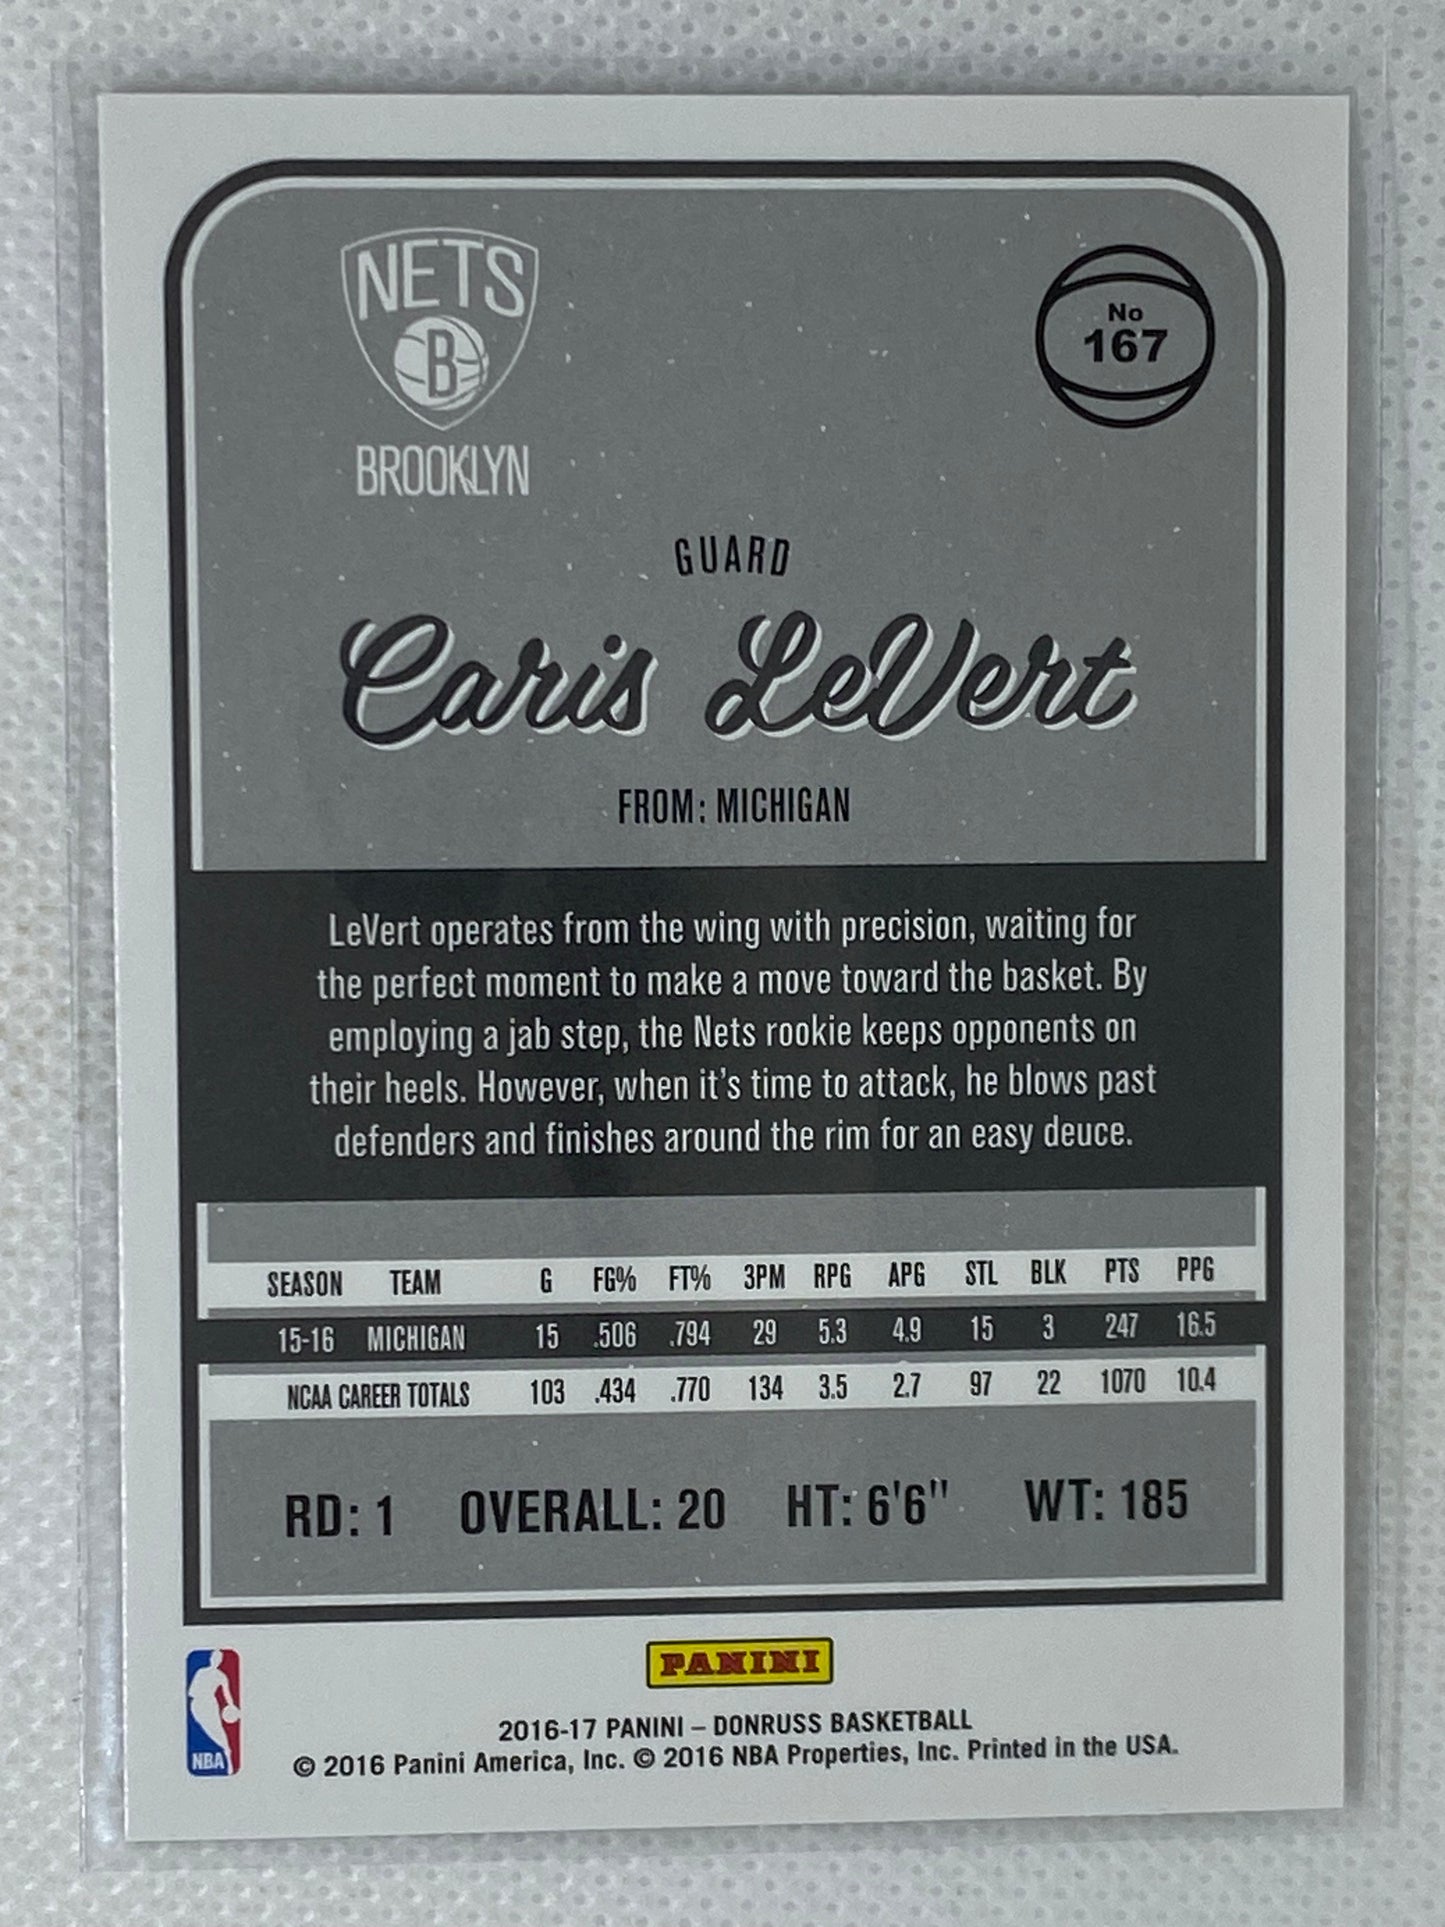 NETS
B
BROOKLYN
No
167
GUARD
Caris LeVert
FROM: MICHIGAN
LeVert operates from the wing with precision, waiting for
the perfect moment to make a move toward the basket. By
employing a jab step, the Nets rookie keeps opponents on
their heels. However, when it's time to attack, he blows past
defenders and finishes around the rim for an easy deuce.
SEASON TEAM G FG% FT% 3PM RPG APG STL BLK PTS PPG
15-16 MICHIGAN 15 .506 .794 29 5.3 4.9 15 3 247 16.5
NCAA CAREER TOTALS 103 .434 .770 134 3.5 2.7 97 22 1070 10.4
RD: 1 OVERALL: 20 HT: 6'6" WT: 185
NBA
PANINI
2016-17 PANINI – DONRUSS BASKETBALL
© 2016 Panini America, Inc. © 2016 NBA Properties, Inc. Printed in the USA.